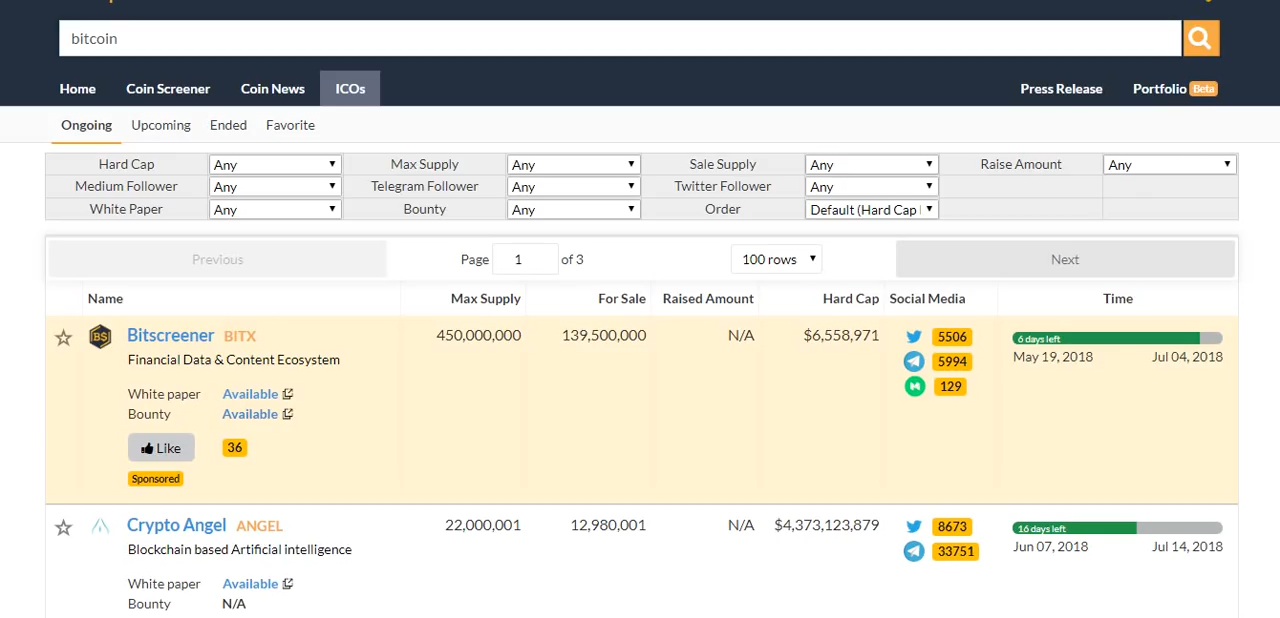 bitcoin
Home Coin Screener Coin News ICOs Press Release Portfolio Beta
Ongoing Upcoming Ended Favorite
Hard Cap Any Max Supply Any Sale Supply Any Raise Amount Any
Medium Follower Any Telegram Follower Any Twitter Follower Any
White Paper Any Bounty Any Order Default (Hard Cap
Previous Page 1 of 3 100 rows Next
Name Max Supply For Sale Raised Amount Hard Cap Social Media Time
BS Bitscreener BITX 450,000,000 139,500,000 N/A $6,558,971 5506 6 days left
Financial Data & Content Ecosystem 5994 May 19, 2018 Jul 04, 2018
129
White paper Available
Bounty Available
Like 36
Sponsored
Crypto Angel ANGEL 22,000,001 12,980,001 N/A $4,373,123,879 8673 16 days left
Blockchain based Artificial intelligence 33751 Jun 07, 2018 Jul 14, 2018
White paper Available
Bounty N/A